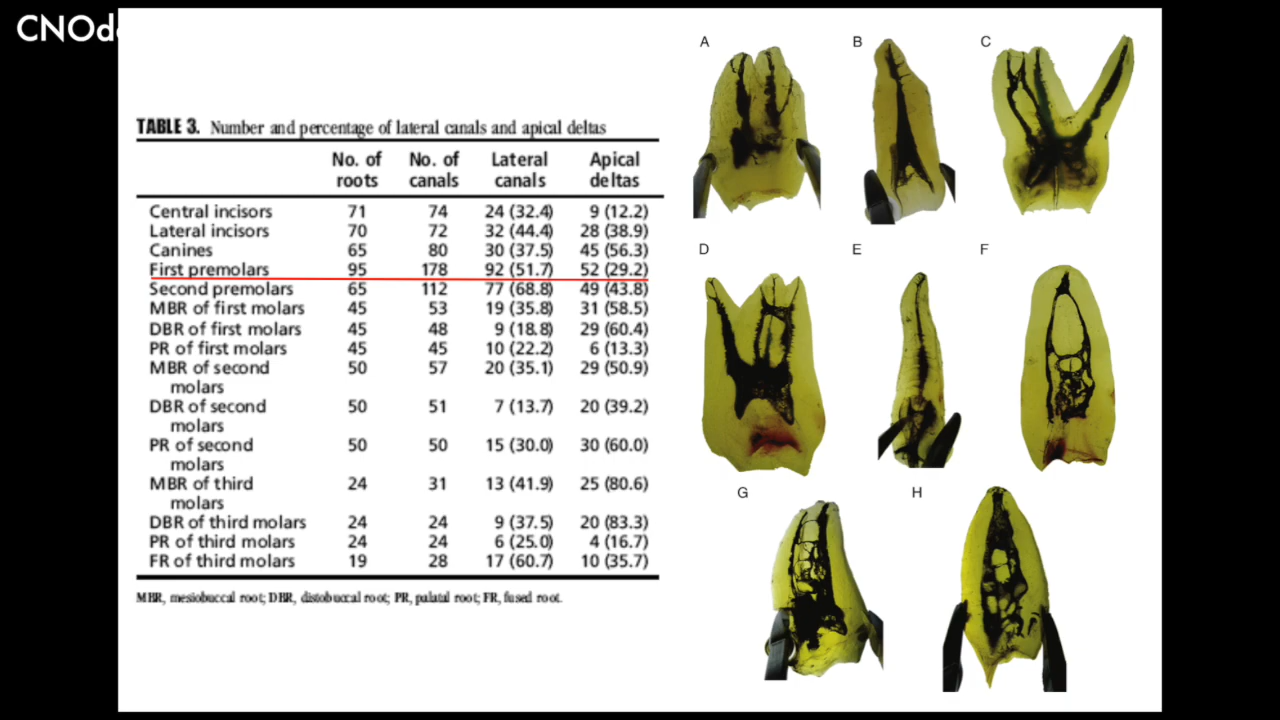 CNOd
TABLE 3. Number and percentage of lateral canals and apical deltas
No. of roots No. of canals Lateral canals Apical deltas
Central incisors 71 74 24 (32.4) 9 (12.2)
Lateral incisors 70 72 32 (44.4) 28 (38.9)
Canines 65 80 30 (37.5) 45 (56.3)
First premolars 95 178 92 (51.7) 52 (29.2)
Second premolars 65 112 77 (68.8) 49 (43.8)
MBR of first molars 45 53 19 (35.8) 31 (58.5)
DBR of first molars 45 48 9 (18.8) 29 (60.4)
PR of first molars 45 45 10 (22.2) 6 (13.3)
MBR of second 50 57 20 (35.1) 29 (50.9)
molars
DBR of second 50 51 7 (13.7) 20 (39.2)
molars
PR of second 50 50 15 (30.0) 30 (60.0)
molars
MBR of third 24 31 13 (41.9) 25 (80.6)
molars
DBR of third molars 24 24 9 (37.5) 20 (83.3)
PR of third molars 24 24 6 (25.0) 4 (16.7)
FR of third molars 19 28 17 (60.7) 10 (35.7)
MBR, mesiobuccal root; DBR, distobuccal root; PR, palatal root; FR, fused root.
A
B
C
D
E
F
G
H